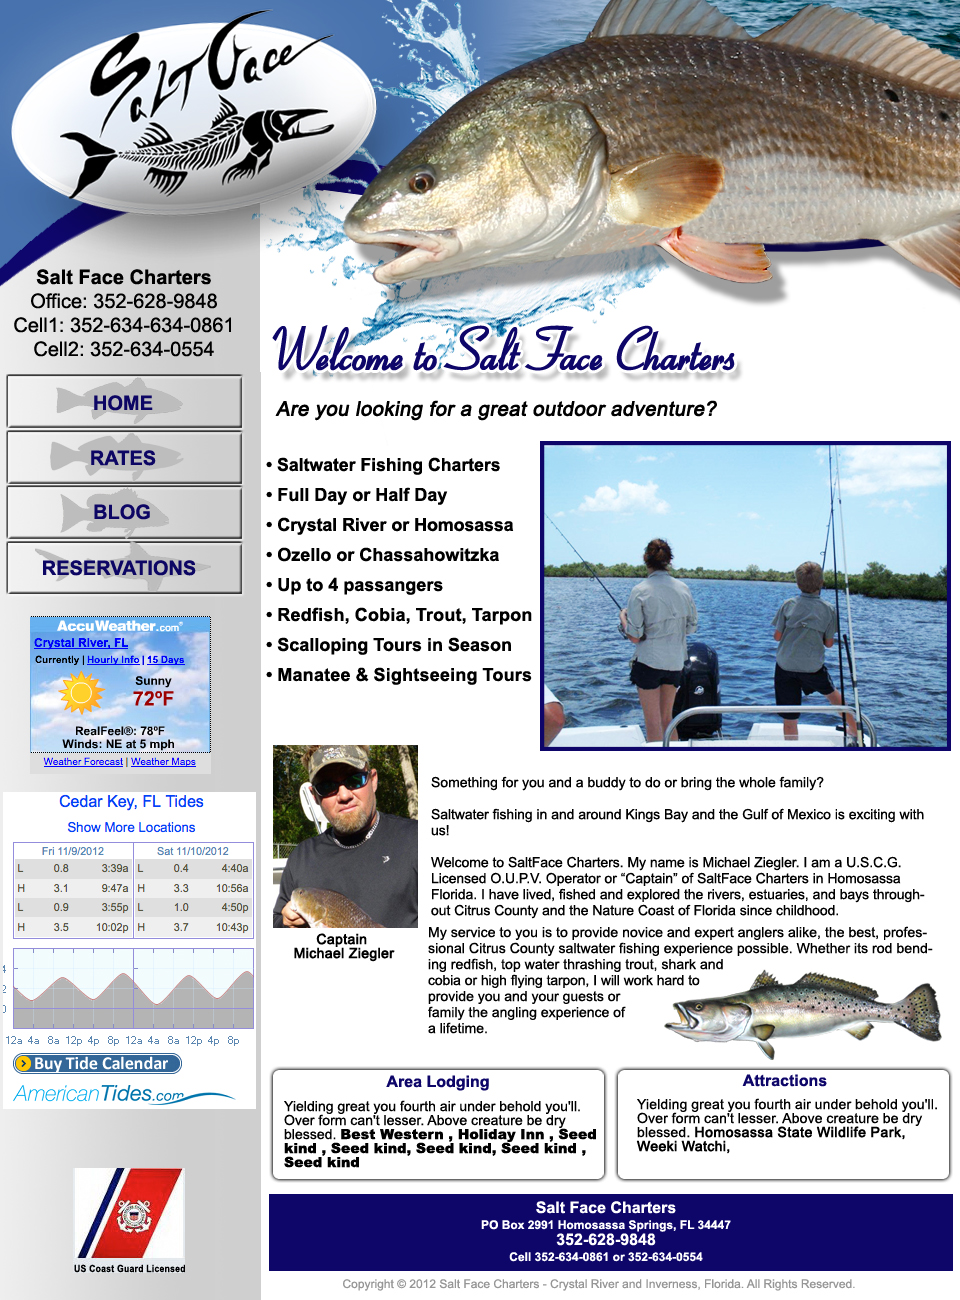 Salt Face
Salt Face Charters
Office: 352-628-9848
Cell1: 352-634-634-0861
Cell2: 352-634-0554
HOME
RATES
BLOG
RESERVATIONS
AccuWeather.com®
Crystal River, FL
Currently | Hourly Info | 15 Days
Sunny
72ºF
RealFeel®: 78ºF
Winds: NE at 5 mph
Weather Forecast | Weather Maps
Cedar Key, FL Tides
Show More Locations
Fri 11/9/2012 Sat 11/10/2012
L 0.8 3:39a L 0.4 4:40a
H 3.1 9:47a H 3.3 10:56a
L 0.9 3:55p L 1.0 4:50p
H 3.5 10:02p H 3.7 10:43p
4
2
0
12a 4a 8a 12p 4p 8p 12a 4a 8a 12p 4p 8p
Buy Tide Calendar
AmericanTides.com
US Coast Guard Licensed
Welcome to Salt Face Charters
Are you looking for a great outdoor adventure?
• Saltwater Fishing Charters
• Full Day or Half Day
• Crystal River or Homosassa
• Ozello or Chassahowitzka
• Up to 4 passangers
• Redfish, Cobia, Trout, Tarpon
• Scalloping Tours in Season
• Manatee & Sightseeing Tours
Captain
Michael Ziegler
Something for you and a buddy to do or bring the whole family?
Saltwater fishing in and around Kings Bay and the Gulf of Mexico is exciting with
us!
Welcome to SaltFace Charters. My name is Michael Ziegler. I am a U.S.C.G.
Licensed O.U.P.V. Operator or “Captain” of SaltFace Charters in Homosassa
Florida. I have lived, fished and explored the rivers, estuaries, and bays through-
out Citrus County and the Nature Coast of Florida since childhood.
My service to you is to provide novice and expert anglers alike, the best, profes-
sional Citrus County saltwater fishing experience possible. Whether its rod bend-
ing redfish, top water thrashing trout, shark and
cobia or high flying tarpon, I will work hard to
provide you and your guests or
family the angling experience of
a lifetime.
Area Lodging
Yielding great you fourth air under behold you'll.
Over form can't lesser. Above creature be dry
blessed. Best Western , Holiday Inn , Seed
kind , Seed kind, Seed kind, Seed kind ,
Seed kind
Attractions
Yielding great you fourth air under behold you'll.
Over form can't lesser. Above creature be dry
blessed. Homosassa State Wildlife Park,
Weeki Watchi,
Salt Face Charters
PO Box 2991 Homosassa Springs, FL 34447
352-628-9848
Cell 352-634-0861 or 352-634-0554
Copyright © 2012 Salt Face Charters - Crystal River and Inverness, Florida. All Rights Reserved.